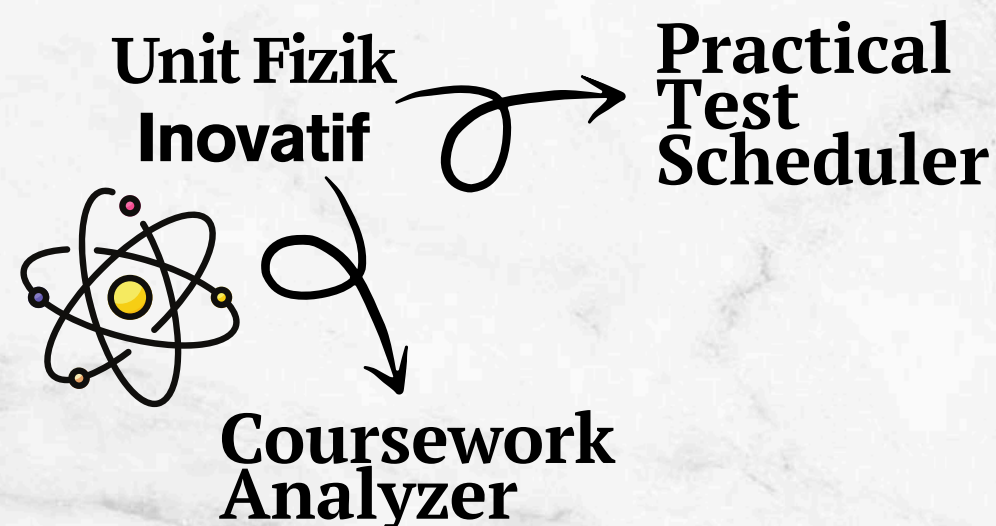 Unit Fizik
Inovatif
Practical
Test
Scheduler
Coursework
Analyzer